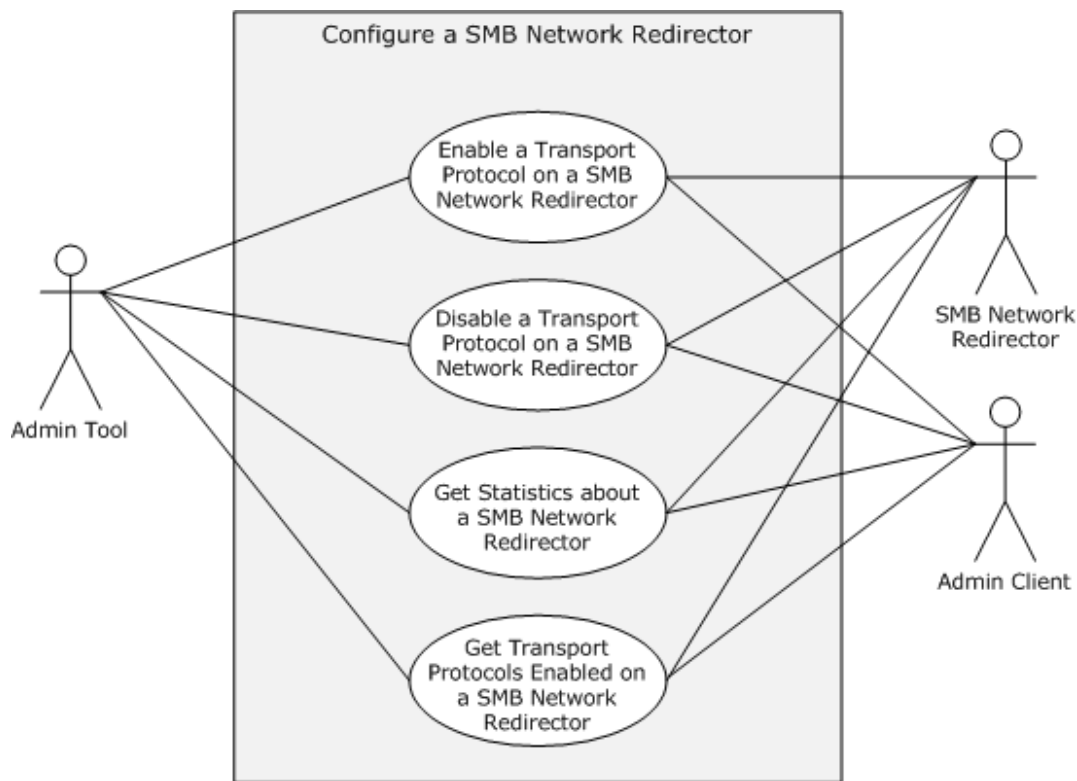 Configure a SMB Network Redirector
Enable a Transport
Protocol on a SMB
Network Redirector
Disable a Transport
Protocol on a SMB
Network Redirector
Get Statistics about
a SMB Network
Redirector
Get Transport
Protocols Enabled on
a SMB Network
Redirector
Admin Tool
SMB Network
Redirector
Admin Client